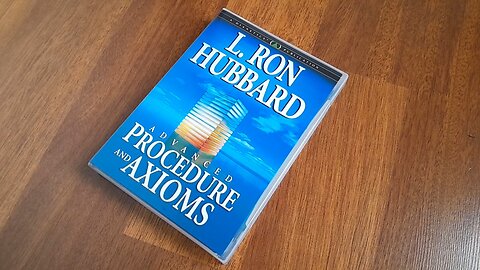 L. RON
HUBBARD
ADVANCED
PROCEDURE
AND AXIOMS